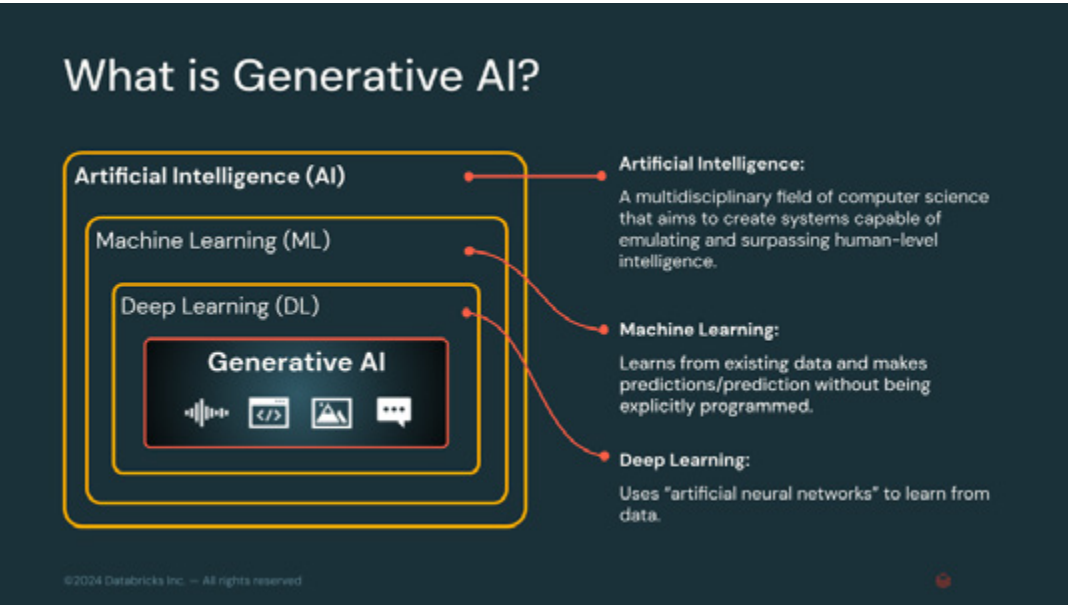 What is Generative AI?
Artificial Intelligence (AI)
Machine Learning (ML)
Deep Learning (DL)
Generative AI
</>
Artificial Intelligence:
A multidisciplinary field of computer science
that aims to create systems capable of
emulating and surpassing human-level
intelligence.
Machine Learning:
Learns from existing data and makes
predictions/prediction without being
explicitly programmed.
Deep Learning:
Uses “artificial neural networks” to learn from
data.
©2024 Databricks Inc. — All rights reserved